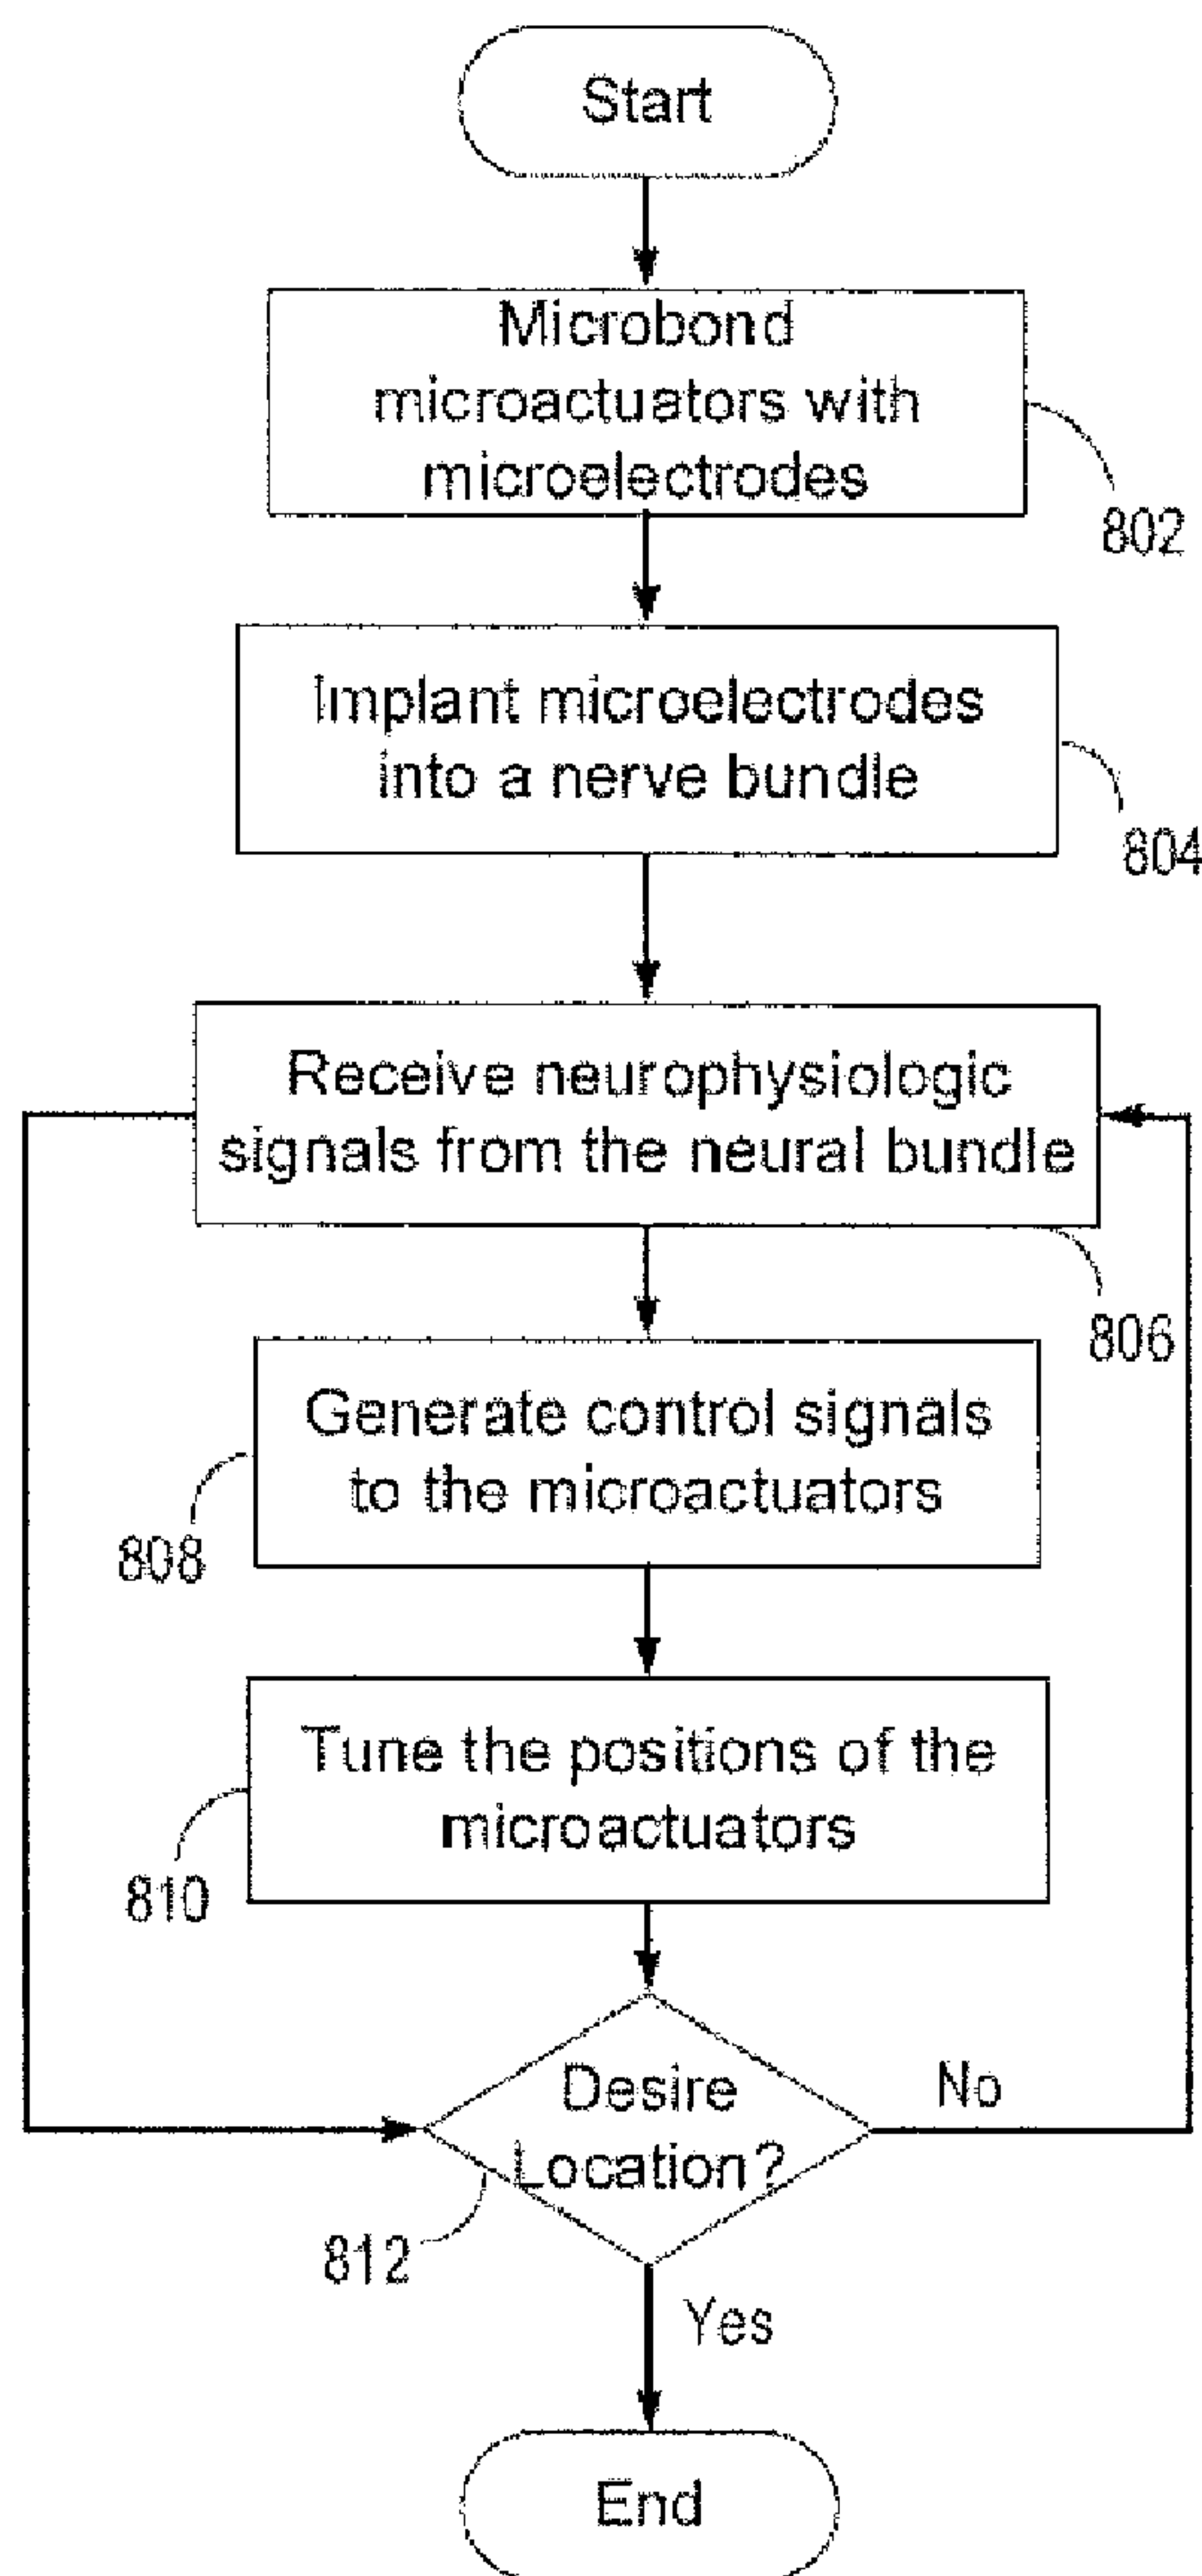 Start
Microbond
microactuators with
microelectrodes
802
Implant microelectrodes
into a nerve bundle
804
Receive neurophysiologic
signals from the neural bundle
806
Generate control signals
to the microactuators
808
Tune the positions of the
microactuators
810
Desire
Location?
No
812
Yes
End